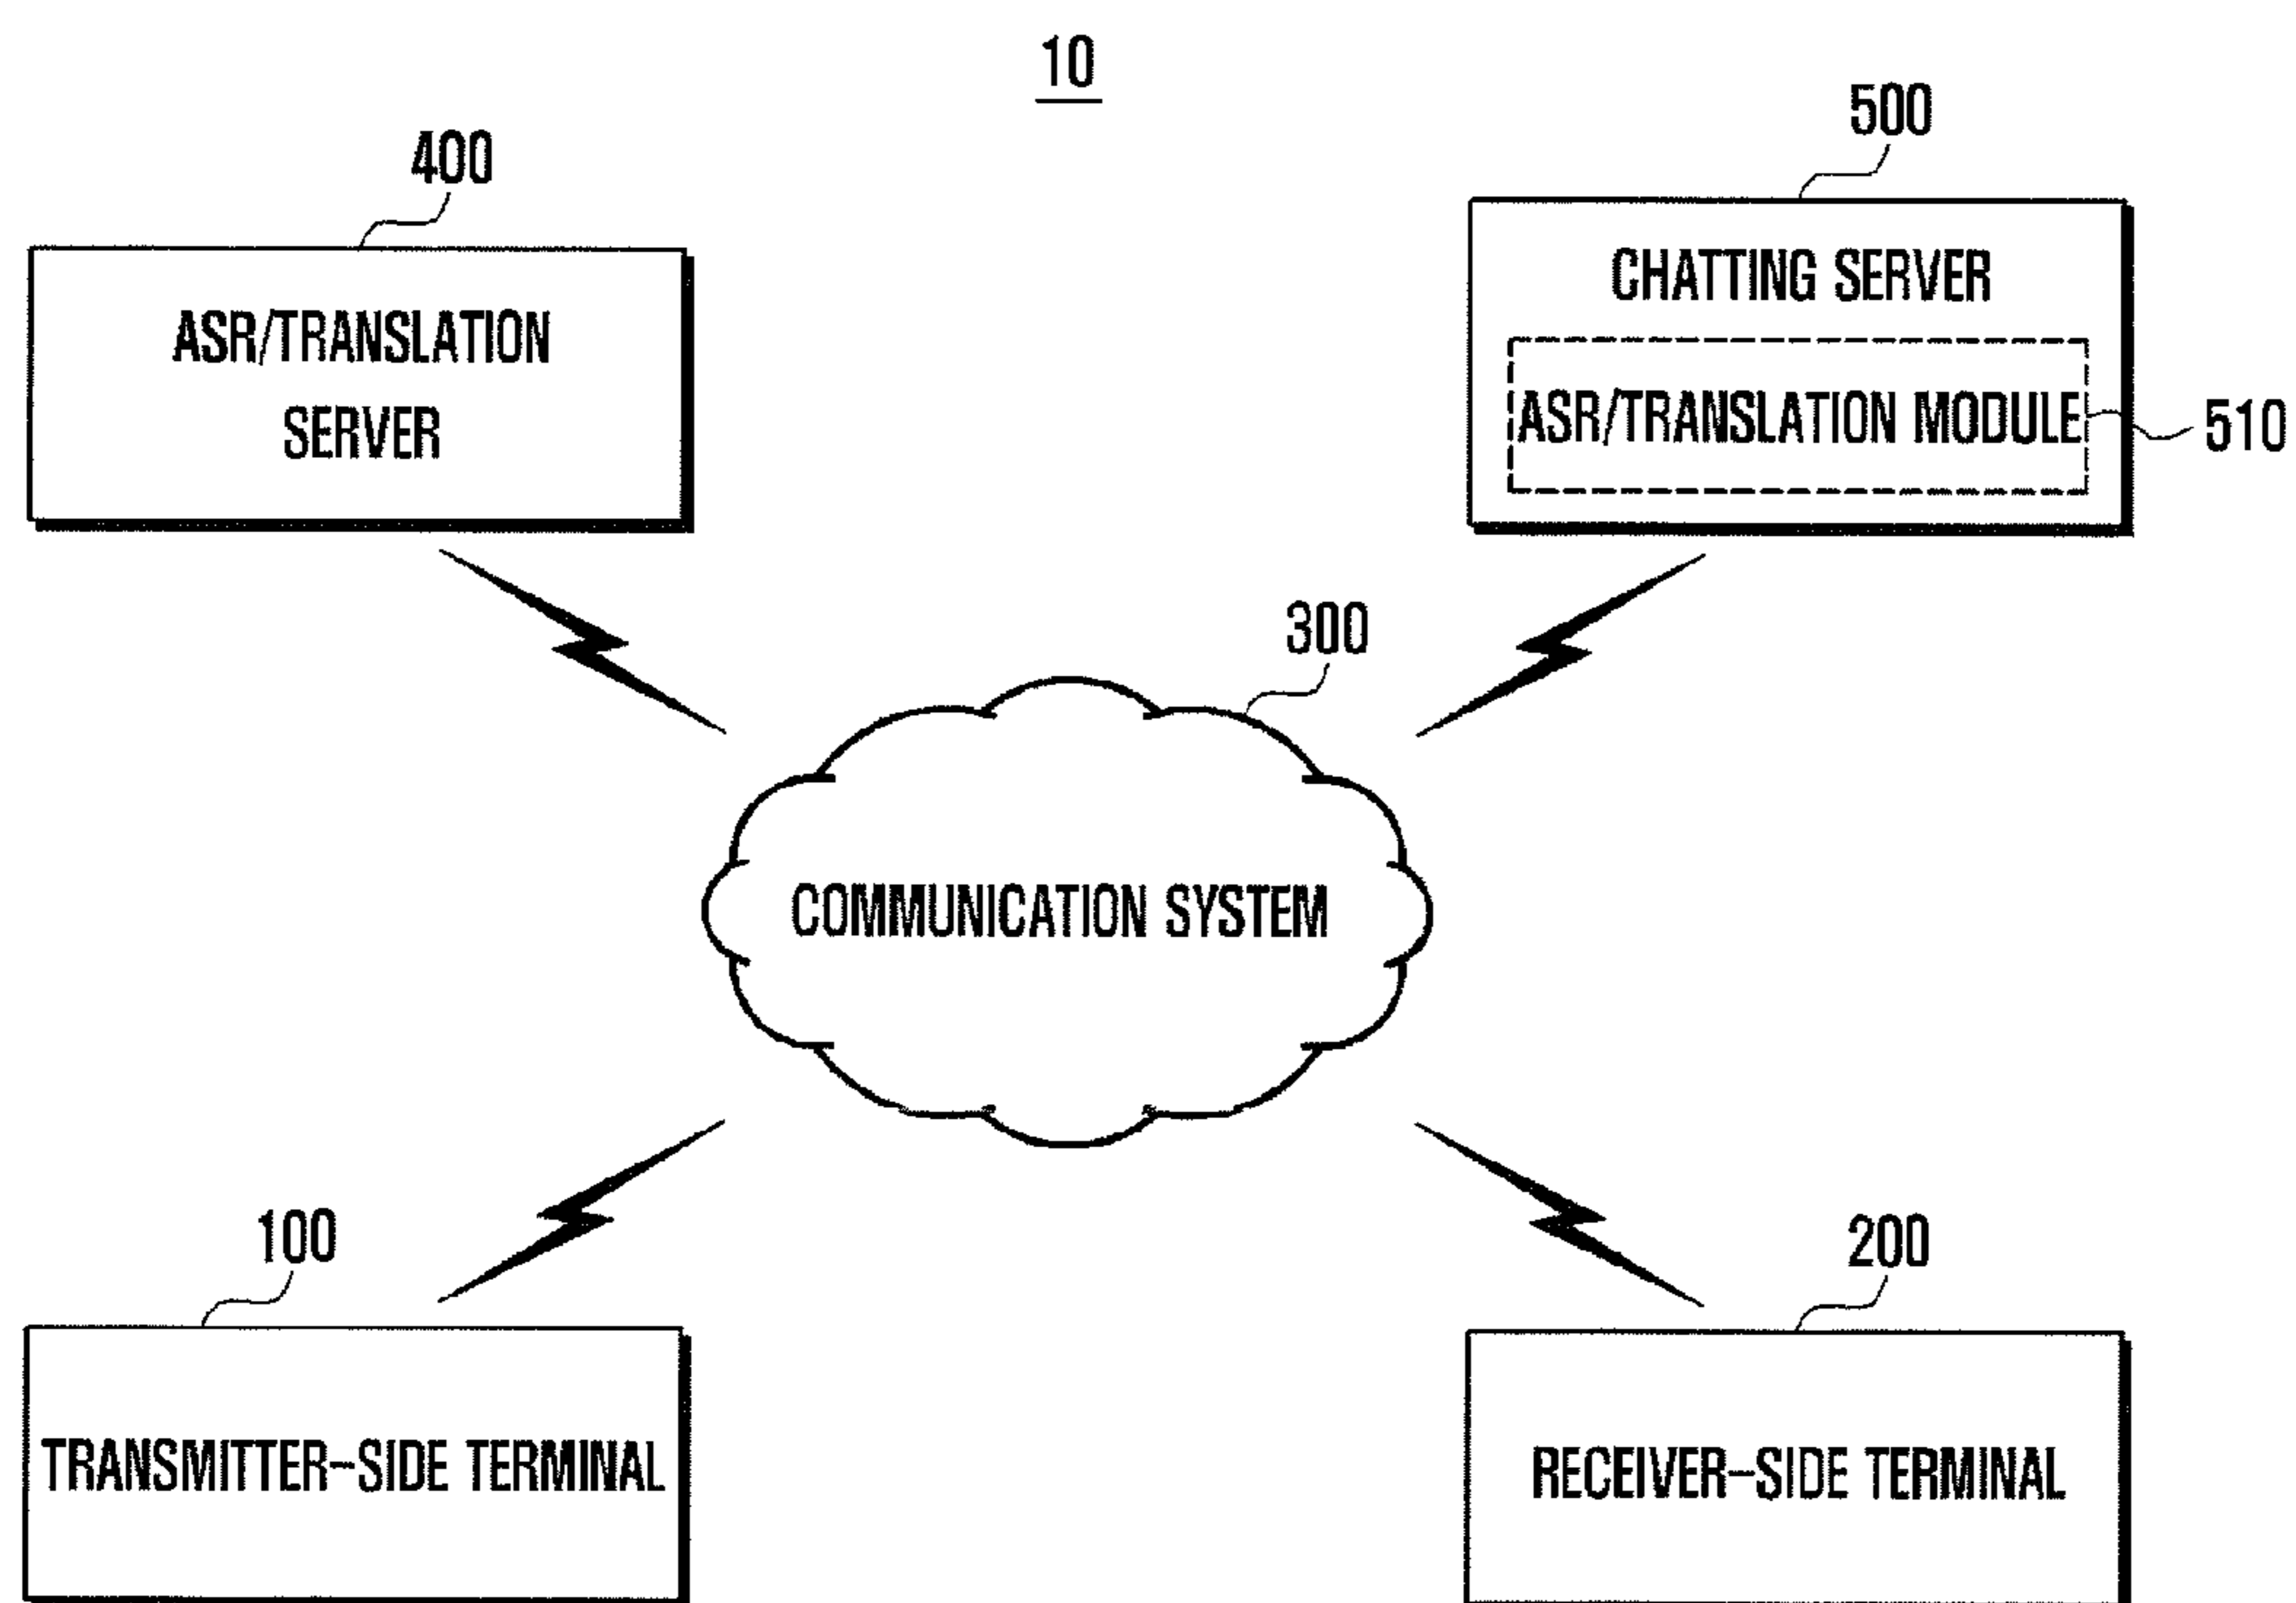 10
400
500
ASR/TRANSLATION
SERVER
CHATTING SERVER
ASR/TRANSLATION MODULE
510
300
COMMUNICATION SYSTEM
100
200
TRANSMITTER-SIDE TERMINAL
RECEIVER-SIDE TERMINAL